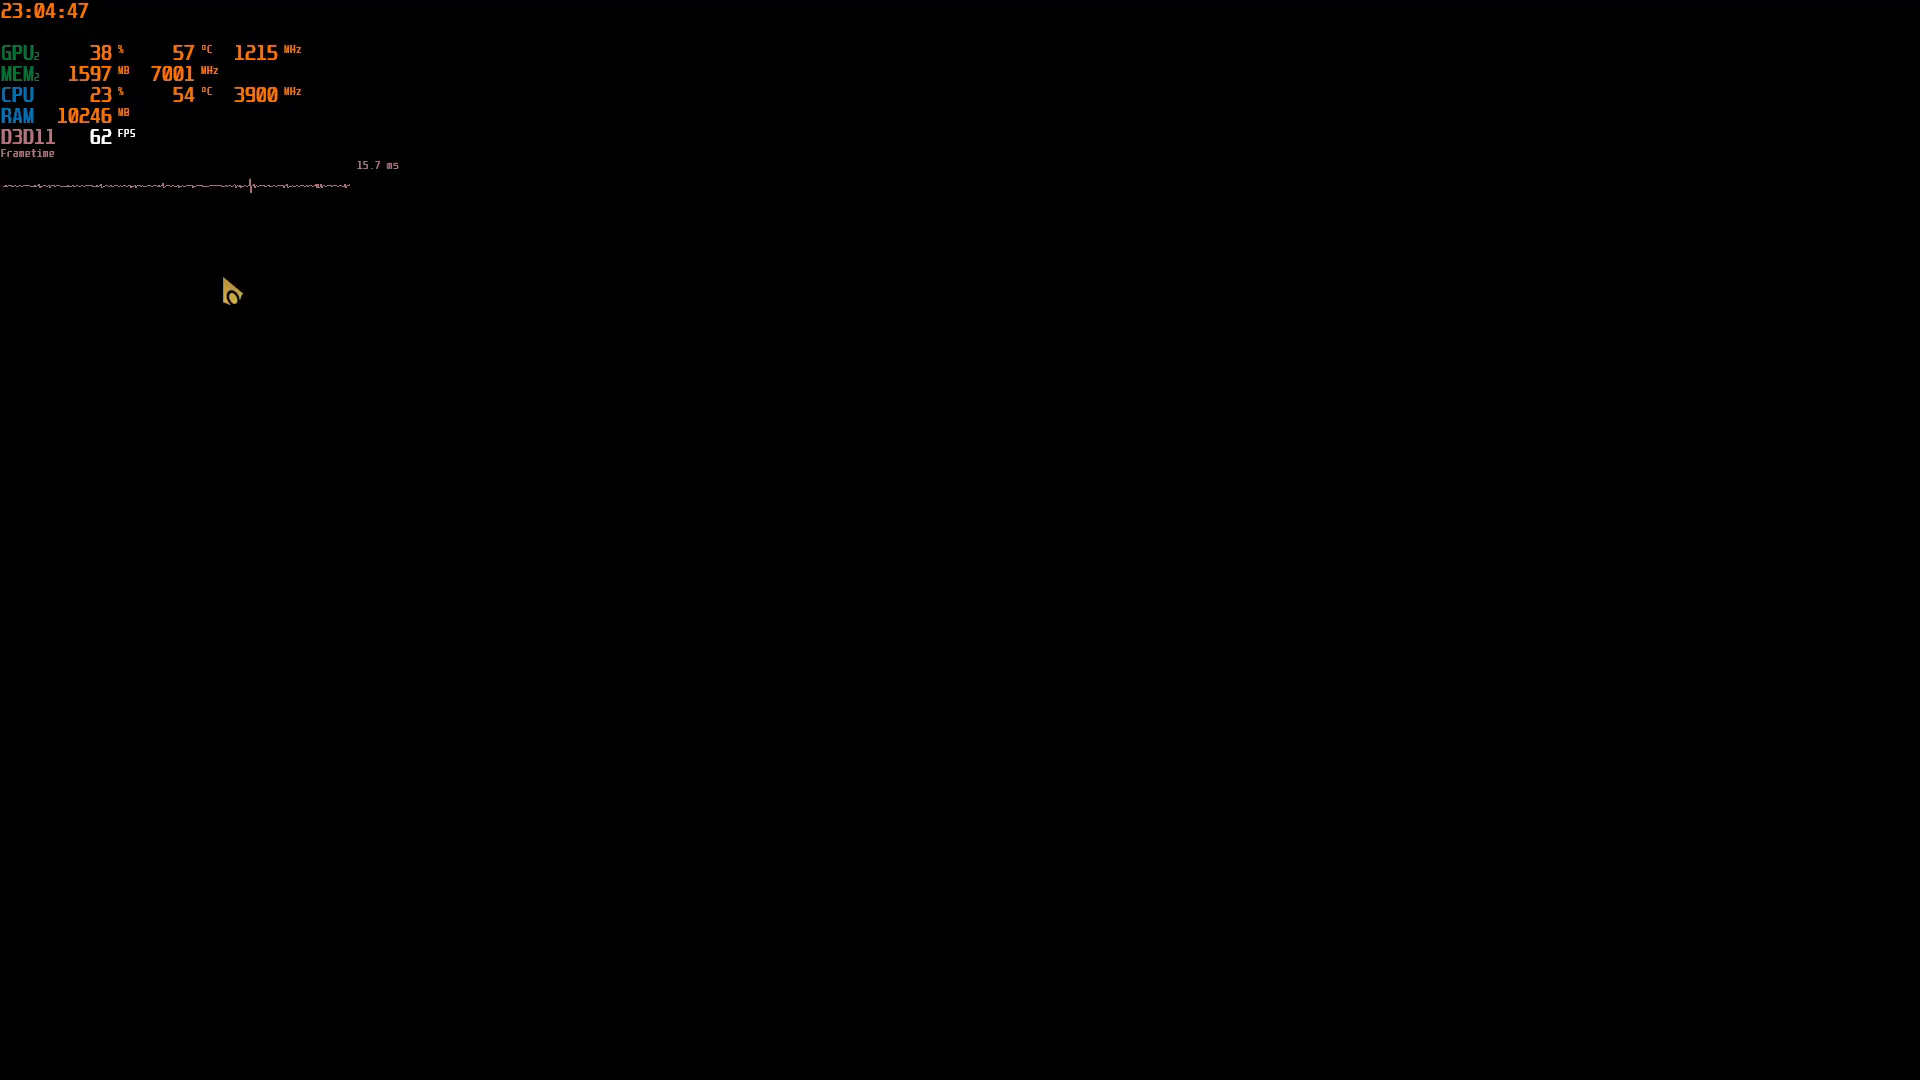 23:04:47
GPU2 38 % 57 °C 1215 MHz
MEM2 1597 MB 7001 MHz
CPU 23 % 54 °C 3900 MHz
RAM 10246 MB
D3D11 62 FPS
Frametime
15.7 ms